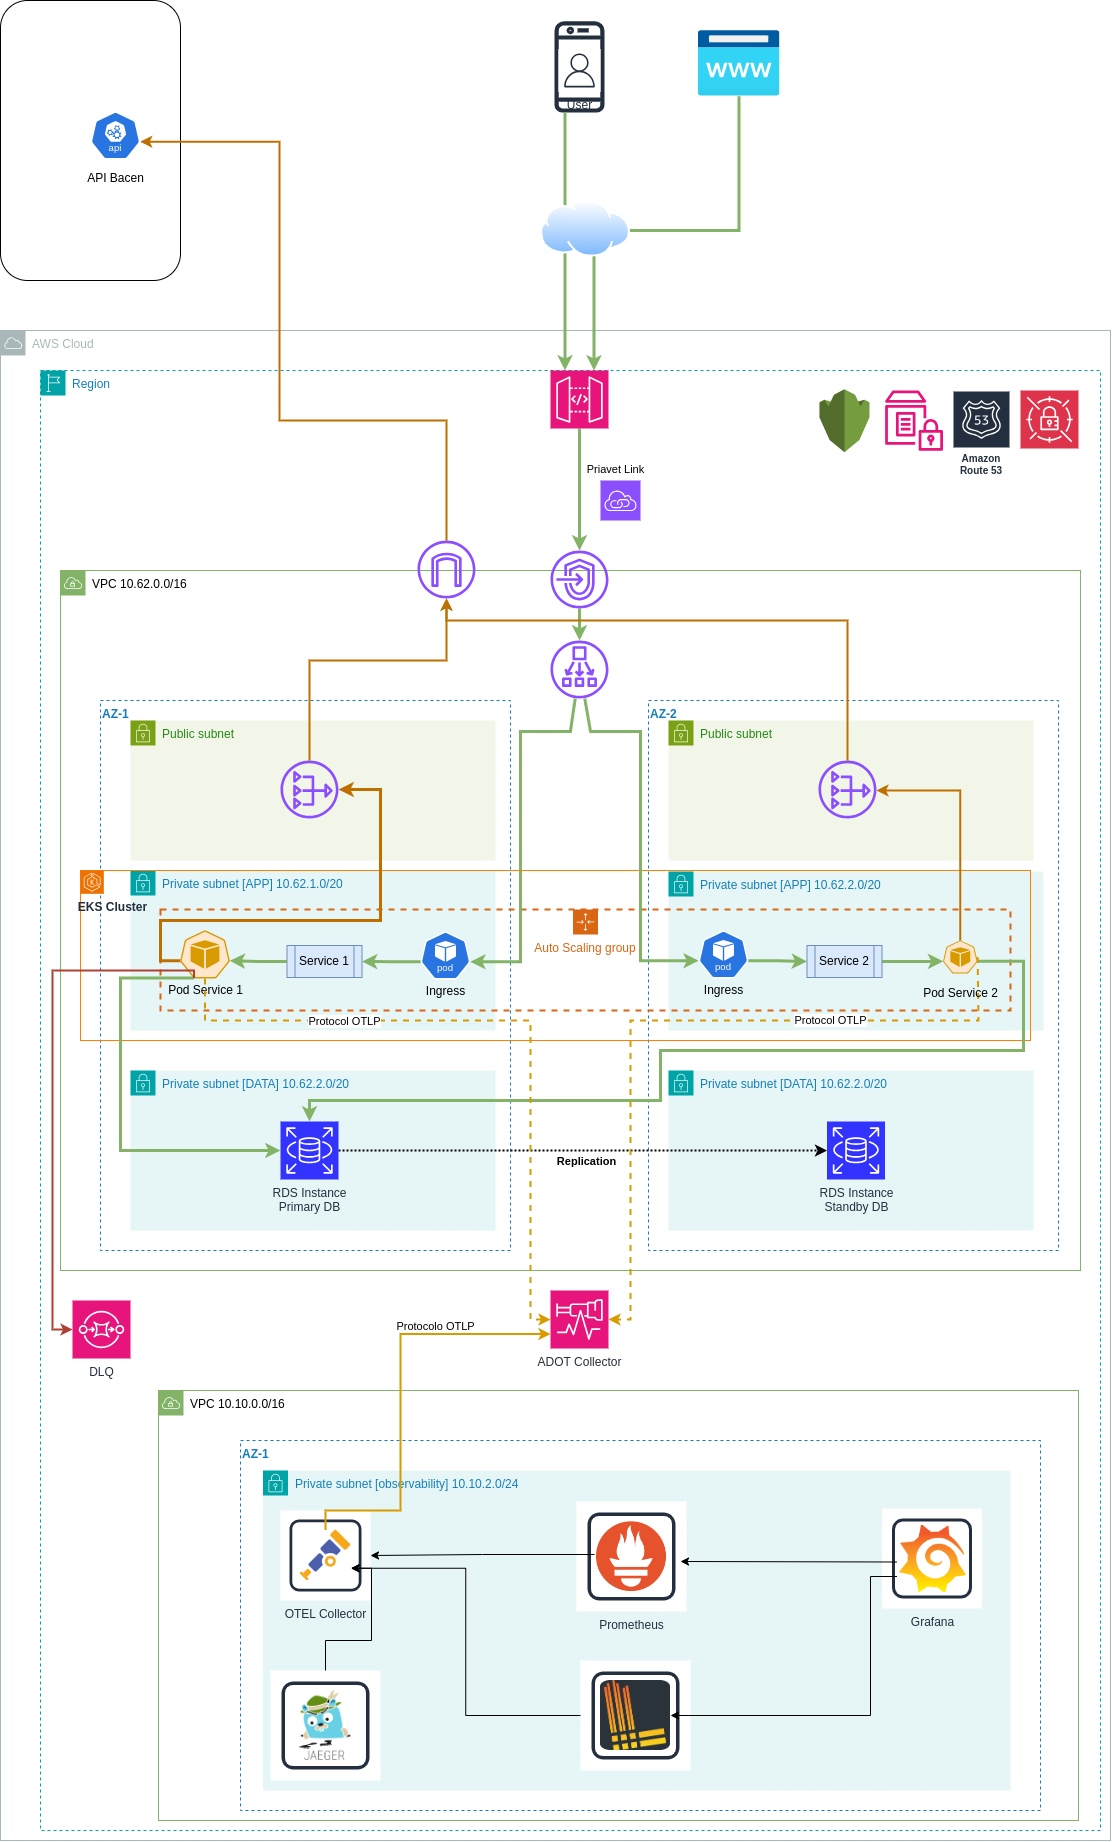 User
WWW
api
API Bacen
AWS Cloud
Region
53
Amazon
Route 53
Priavet Link
VPC 10.62.0.0/16
AZ-1
AZ-2
Public subnet
Public subnet
Private subnet [APP] 10.62.1.0/20
Private subnet [APP] 10.62.2.0/20
EKS Cluster
Auto Scaling group
Service 1
pod
pod
Service 2
Pod Service 1
Ingress
Ingress
Pod Service 2
Protocol OTLP
Protocol OTLP
Private subnet [DATA] 10.62.2.0/20
Private subnet [DATA] 10.62.2.0/20
Replication
RDS Instance
Primary DB
RDS Instance
Standby DB
Protocolo OTLP
DLQ
ADOT Collector
VPC 10.10.0.0/16
AZ-1
Private subnet [observability] 10.10.2.0/24
OTEL Collector
Prometheus
Grafana
JAEGER